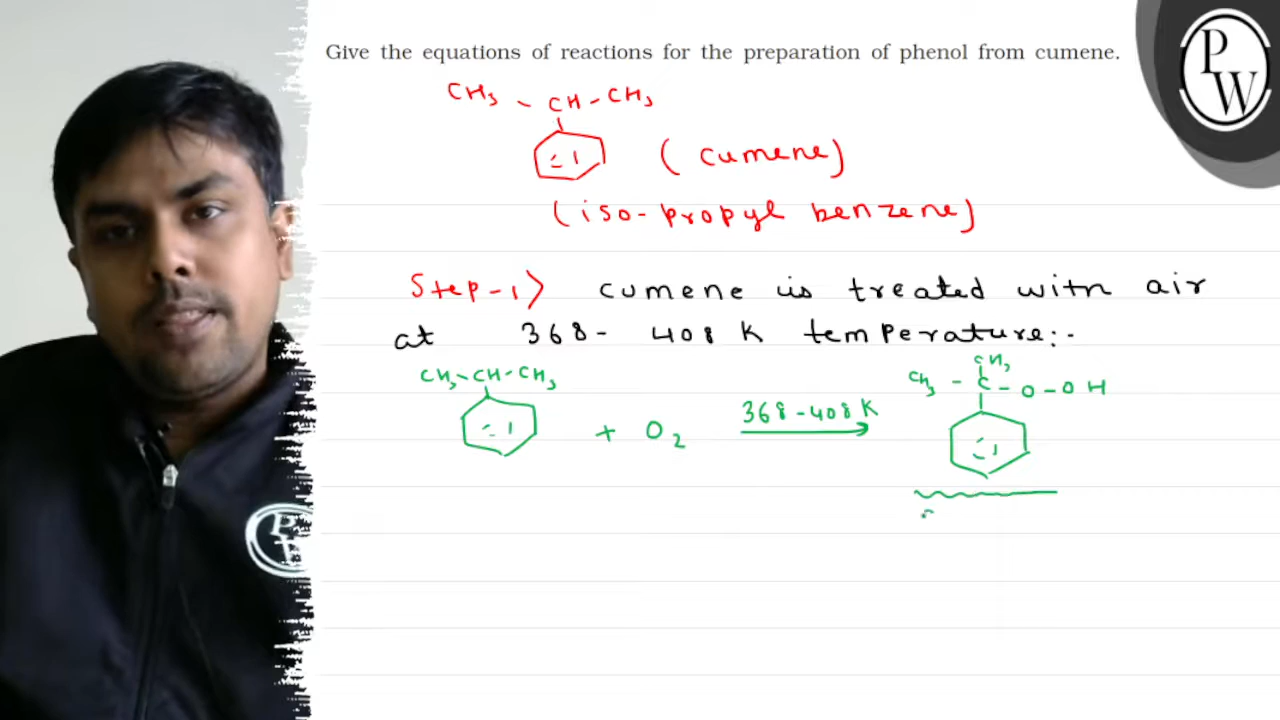 Give the equations of reactions for the preparation of phenol from cumene.
P
W
CH3 - CH - CH3
(cumene)
(iso-propyl benzene)
Step-1> cumene is treated with air
at 368- 408 K temperature:-
CH3-CH-CH3 + O2 368-408 K
CH3
CH3 - C - O - O H
P